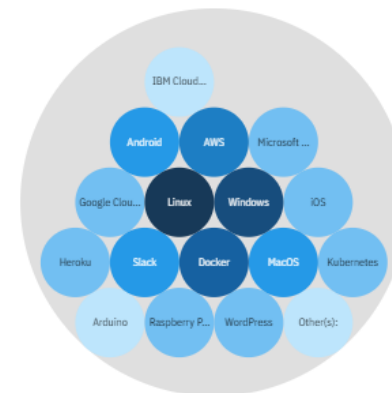 IBM Cloud...
Android AWS Microsoft ...
Google Clou... Linux Windows iOS
Heroku Slack Docker MacOS Kubernetes
Arduino Raspberry P... WordPress Other(s):